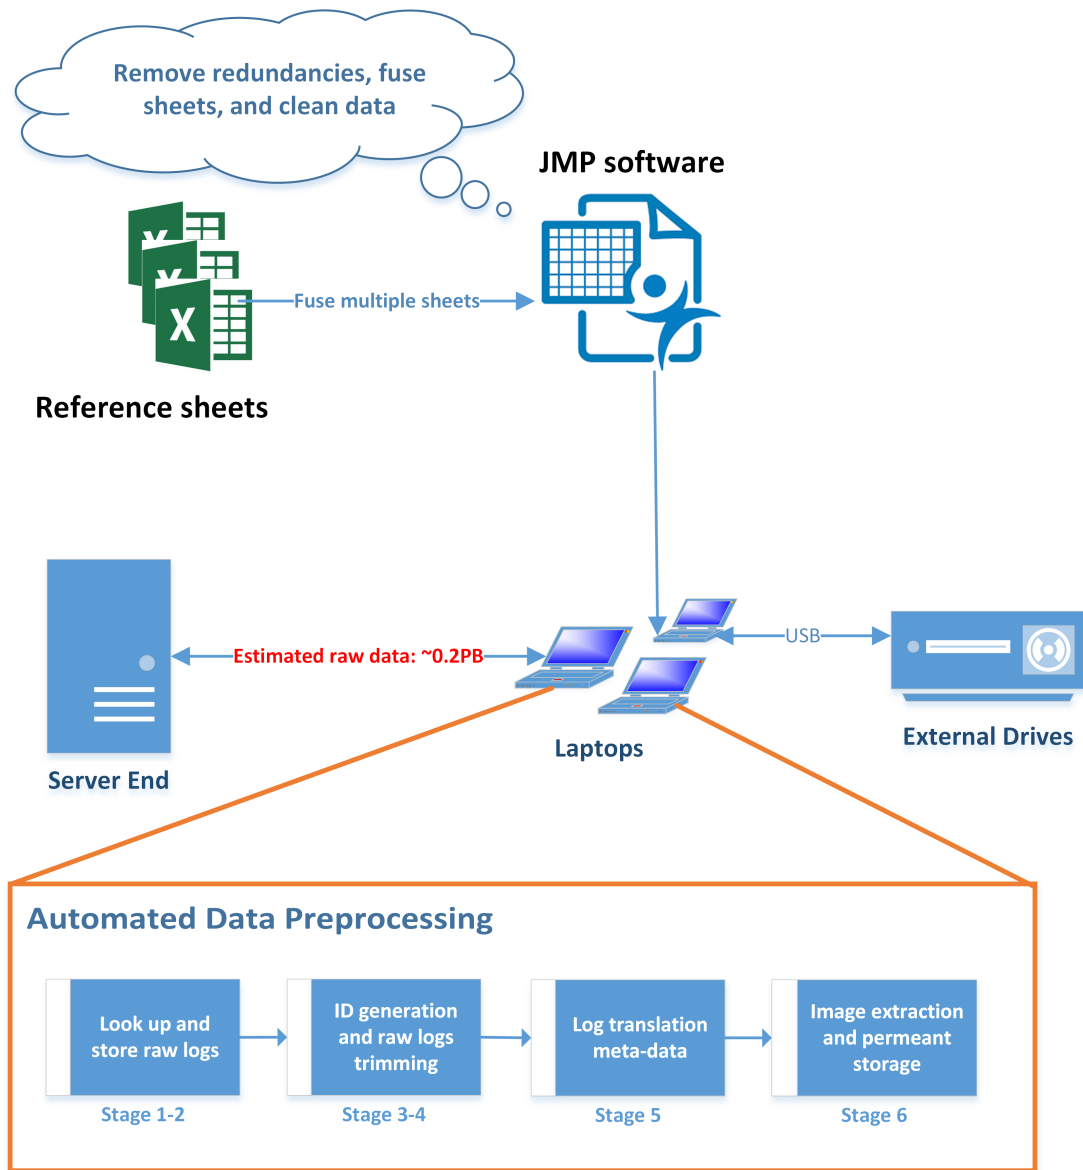 Remove redundancies, fuse
sheets, and clean data
JMP software
X
X
X
Fuse multiple sheets
Reference sheets
Estimated raw data: ~0.2PB
USB
Server End
Laptops
External Drives
Automated Data Preprocessing
Look up and
store raw logs
ID generation
and raw logs
trimming
Log translation
meta-data
Image extraction
and permeant
storage
Stage 1-2
Stage 3-4
Stage 5
Stage 6